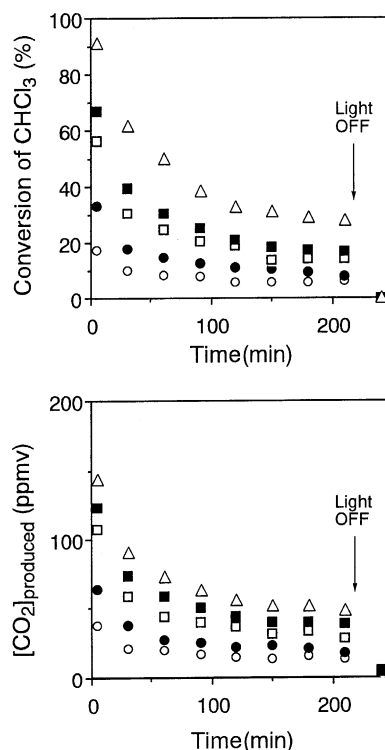 Conversion of CHCl3 (%)
100
80
60
40
20
0
Light
OFF
0
100
200
Time(min)
[CO2]produced (ppmv)
200
100
0
Light
OFF
0
100
200
Time(min)